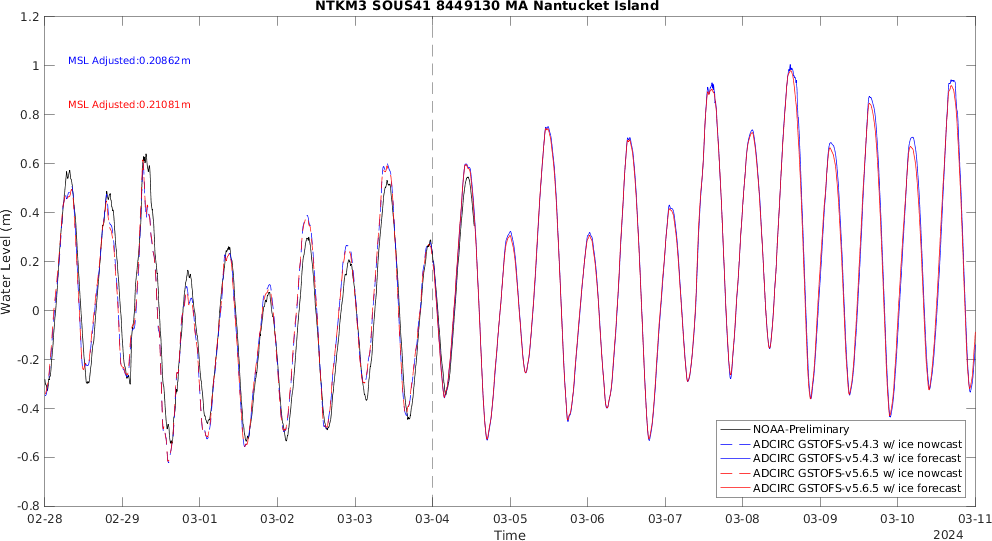 NTKM3 SOUS41 8449130 MA Nantucket Island
1.2
1
0.8
0.6
0.4
0.2
0
-0.2
-0.4
-0.6
-0.8
Water Level (m)
MSL Adjusted:0.20862m
MSL Adjusted:0.21081m
NOAA-Preliminary
ADCIRC GSTOFS-v5.4.3 w/ ice nowcast
ADCIRC GSTOFS-v5.4.3 w/ ice forecast
ADCIRC GSTOFS-v5.6.5 w/ ice nowcast
ADCIRC GSTOFS-v5.6.5 w/ ice forecast
02-28 02-29 03-01 03-02 03-03 03-04 03-05 03-06 03-07 03-08 03-09 03-10 03-11
Time
2024